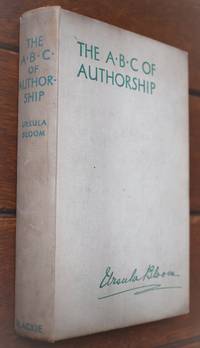 THE
A·B·C
OF
AUTHOR-
SHIP
URSULA
BLOOM
BLACKIE
THE A·B·C OF
AUTHORSHIP
Ursula Bloom.